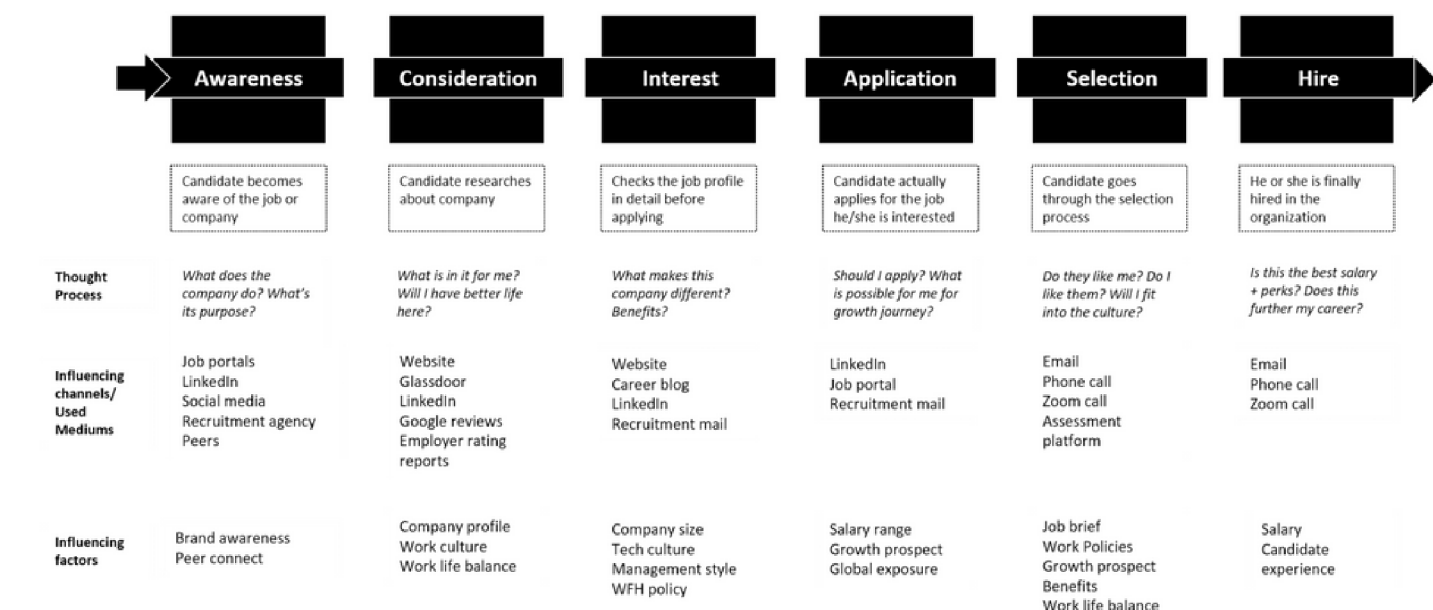 Awareness
Consideration
Interest
Application
Selection
Hire
Candidate becomes
aware of the job or
company
Candidate researches
about company
Checks the job profile
in detail before
applying
Candidate actually
applies for the job
he/she is interested
Candidate goes
through the selection
process
He or she is finally
hired in the
organization
Thought
Process
What does the
company do? What's
its purpose?
What is in it for me?
Will I have better life
here?
What makes this
company different?
Benefits?
Should I apply? What
is possible for me for
growth journey?
Do they like me? Do I
like them? Will I fit
into the culture?
Is this the best salary
+ perks? Does this
further my career?
Influencing
channels/
Used
Mediums
Job portals
LinkedIn
Social media
Recruitment agency
Peers
Website
Glassdoor
LinkedIn
Google reviews
Employer rating
reports
Website
Career blog
LinkedIn
Recruitment mail
LinkedIn
Job portal
Recruitment mail
Email
Phone call
Zoom call
Assessment
platform
Email
Phone call
Zoom call
Influencing
factors
Brand awareness
Peer connect
Company profile
Work culture
Work life balance
Company size
Tech culture
Management style
WFH policy
Salary range
Growth prospect
Global exposure
Job brief
Work Policies
Growth prospect
Benefits
Work life balance
Salary
Candidate
experience